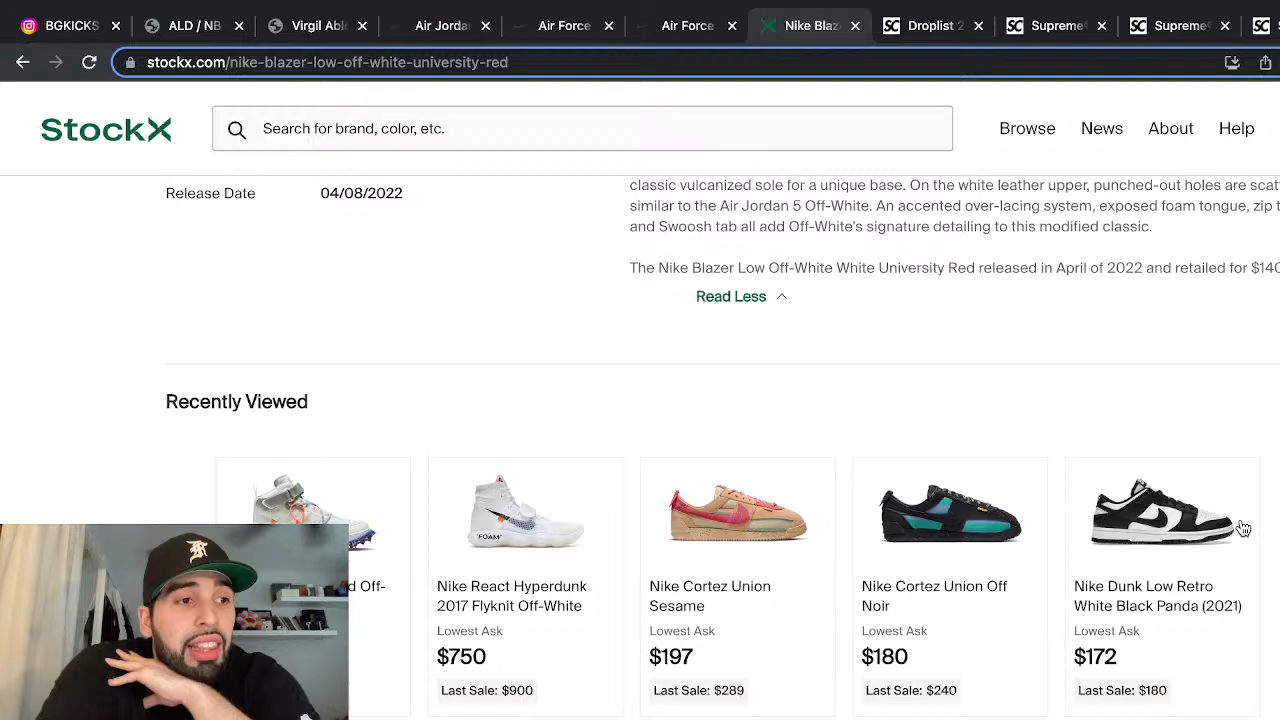 BGKICKS
ALD / NB
Virgil Abl
Air Jordan
Air Force
Air Force
Nike Blaz
SC Droplist 2
SC Supreme
SC Supreme
SC
stockx.com/nike-blazer-low-off-white-university-red
StockX
Search for brand, color, etc.
Browse News About Help
Release Date 04/08/2022
classic vulcanized sole for a unique base. On the white leather upper, punched-out holes are scatt
similar to the Air Jordan 5 Off-White. An accented over-lacing system, exposed foam tongue, zip t
and Swoosh tab all add Off-White's signature detailing to this modified classic.
The Nike Blazer Low Off-White White University Red released in April of 2022 and retailed for $140
Read Less
Recently Viewed
"FOAM"
d Off-
Nike React Hyperdunk
2017 Flyknit Off-White
Lowest Ask
$750
Last Sale: $900
Nike Cortez Union
Sesame
Lowest Ask
$197
Last Sale: $289
Nike Cortez Union Off
Noir
Lowest Ask
$180
Last Sale: $240
Nike Dunk Low Retro
White Black Panda (2021)
Lowest Ask
$172
Last Sale: $180